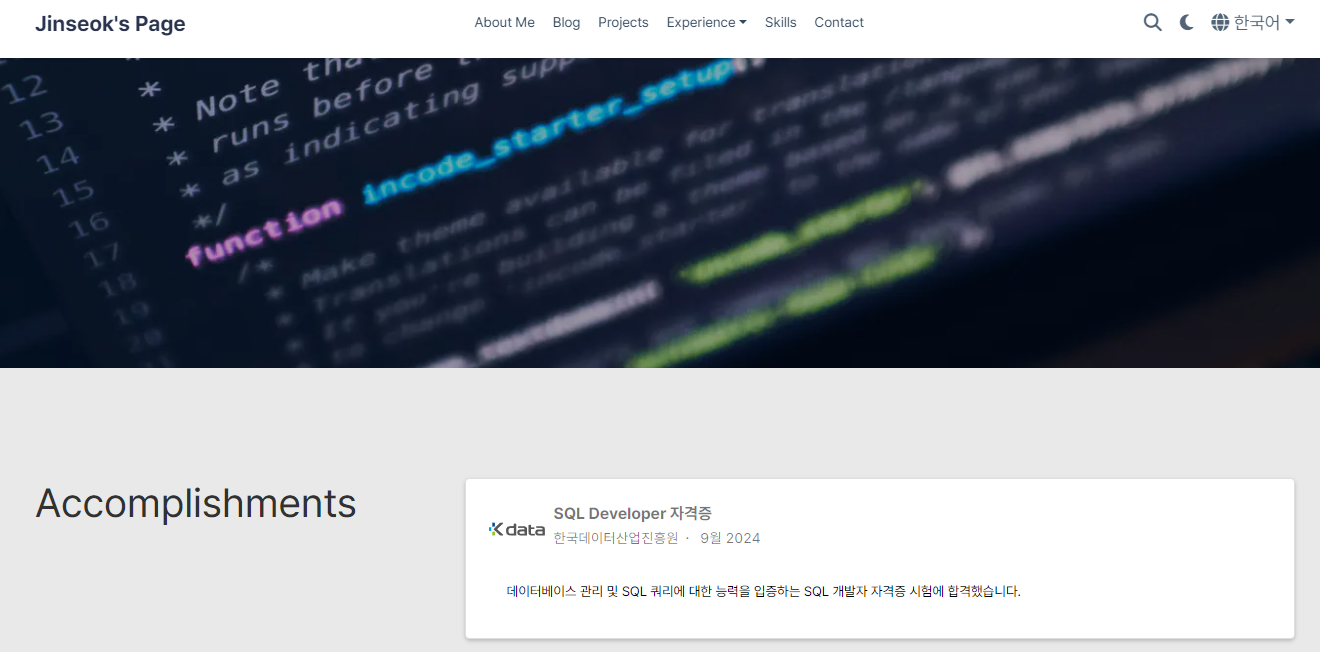 Jinseok's Page
About Me Blog Projects Experience Skills Contact
한국어
12 *
13 * Note tha
14 * runs before t
15 * as indicating supp
16 */
17 function incode_starter_setup()
18 /*
19 * Make theme available for translation
20 * Translations can be filed in the /language
* If you're building a theme based on
* to change 'incode_starter' to the name
Accomplishments
data
SQL Developer 자격증
한국데이터산업진흥원 · 9월 2024
데이터베이스 관리 및 SQL 쿼리에 대한 능력을 입증하는 SQL 개발자 자격증 시험에 합격했습니다.